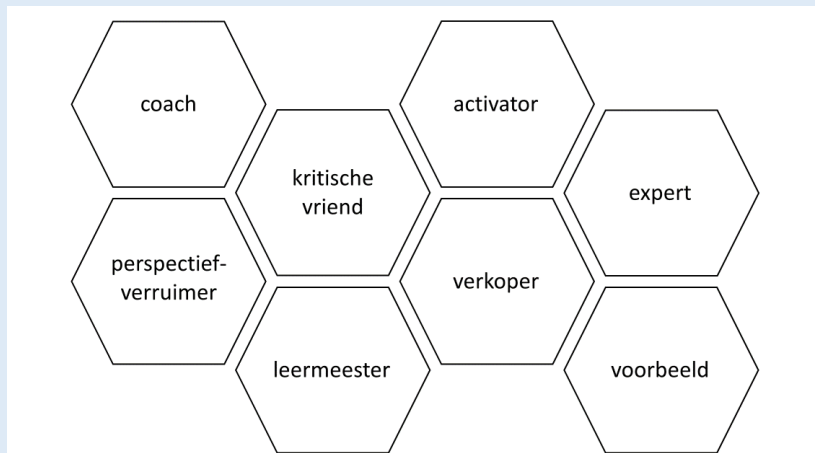 coach
activator
kritische
vriend
expert
perspectief-
verruimer
verkoper
leermeester
voorbeeld